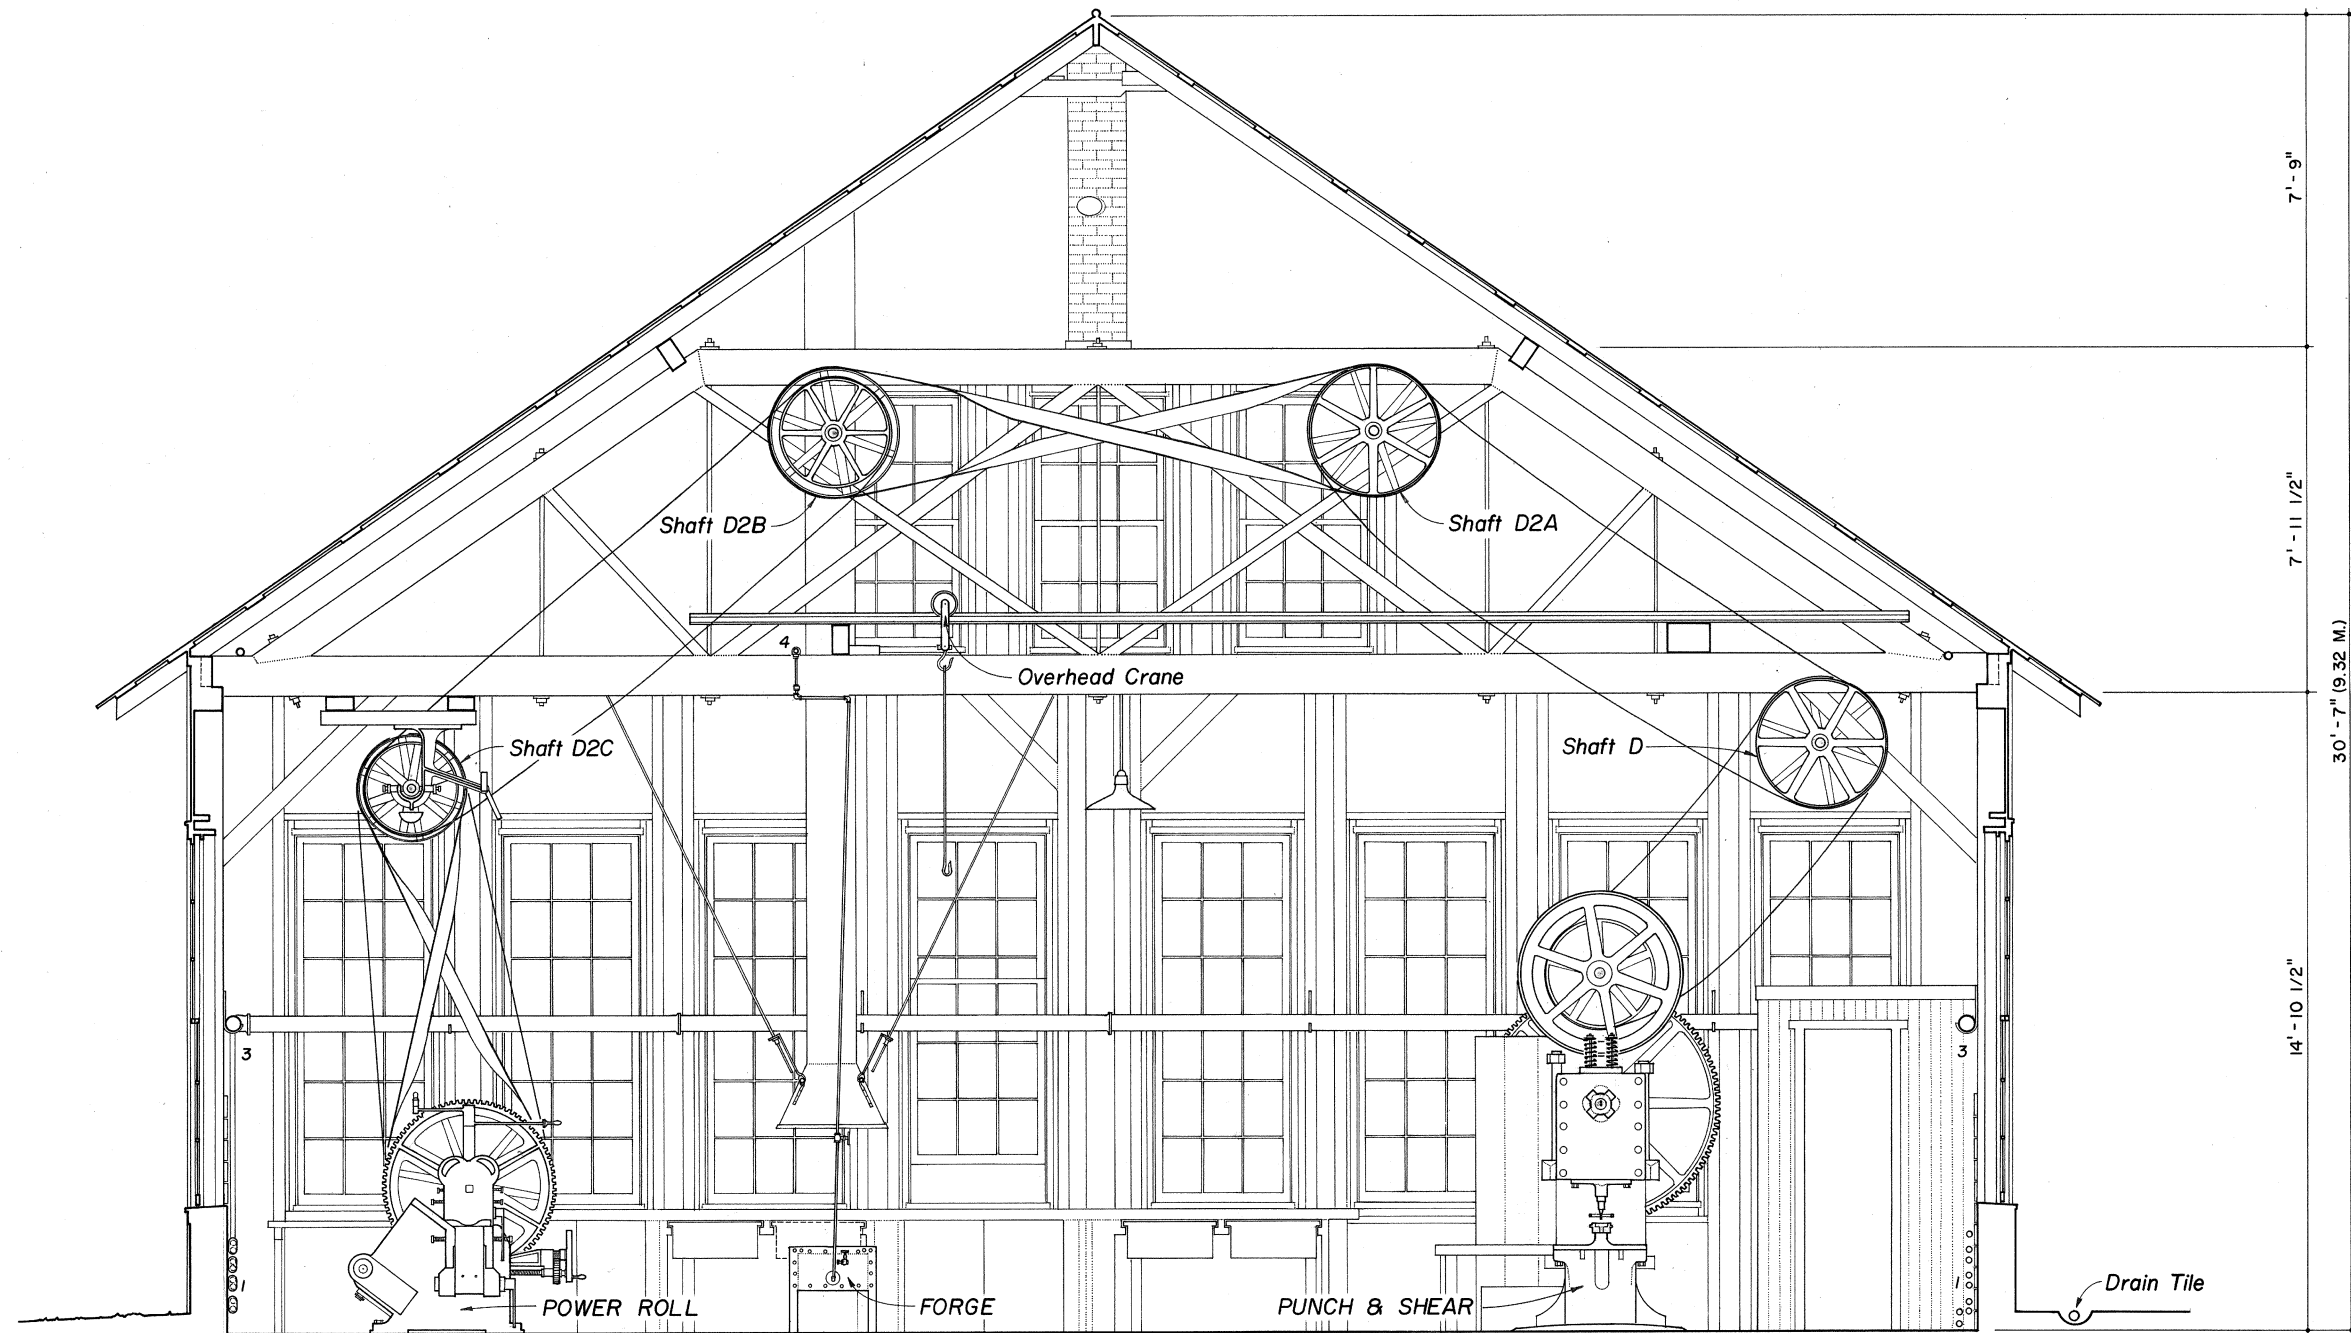 7'-9"
Shaft D2B
Shaft D2A
7'-11 1/2"
30'-7" (9.32 M.)
4
Overhead Crane
Shaft D2C
Shaft D
14'-10 1/2"
3
3
1
1
Drain Tile
POWER ROLL
FORGE
PUNCH & SHEAR